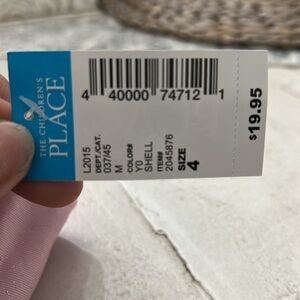 THE CHILDREN'S
PLACE
4 40000 74712 1
L2015
DEPT./CAT.
037/45
M
COLOR#
Y0
SHELL
ITEM#
2045876
SIZE
4
$19.95